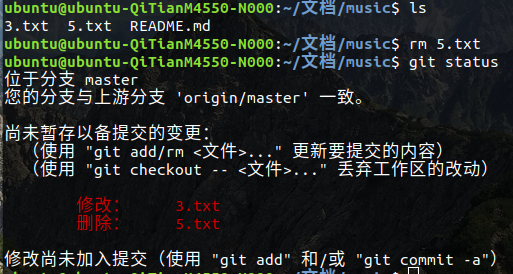 ubuntu@ubuntu-QiTianM4550-N000:~/文档/music$ ls
3.txt  5.txt  README.md
ubuntu@ubuntu-QiTianM4550-N000:~/文档/music$ rm 5.txt
ubuntu@ubuntu-QiTianM4550-N000:~/文档/music$ git status
位于分支 master
您的分支与上游分支 'origin/master' 一致。
尚未暂存以备提交的变更：
（使用 "git add/rm <文件>..." 更新要提交的内容）
（使用 "git checkout -- <文件>..." 丢弃工作区的改动）
修改：     3.txt
删除：     5.txt
修改尚未加入提交（使用 "git add" 和/或 "git commit -a"）